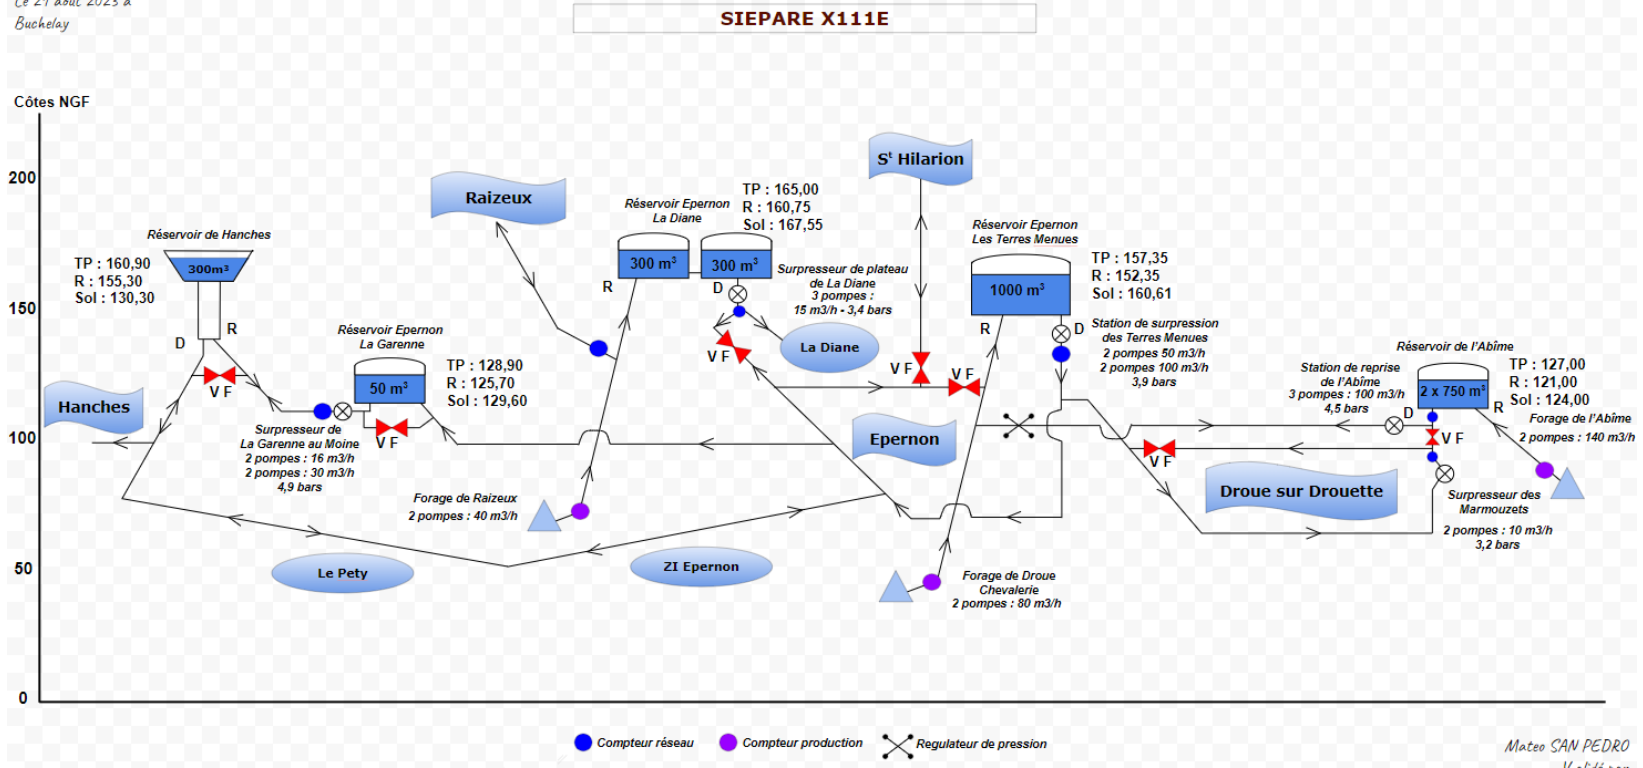 Le 29 août 2023 à
Buchelay
SIEPARE X111E
Côtes NGF
200
150
100
50
0
Sᵗ Hilarion
Raizeux
Réservoir Epernon
La Diane
TP : 165,00
R : 160,75
Sol : 167,55
300 m³
300 m³
R
D
Surpresseur de plateau
de La Diane
3 pompes :
15 m3/h - 3,4 bars
V F
La Diane
Réservoir de Hanches
300m³
TP : 160,90
R : 155,30
Sol : 130,30
D
R
V F
Hanches
Réservoir Epernon
La Garenne
50 m³
TP : 128,90
R : 125,70
Sol : 129,60
V F
Surpresseur de
La Garenne au Moine
2 pompes : 16 m3/h
2 pompes : 30 m3/h
4,9 bars
Réservoir Epernon
Les Terres Menues
1000 m³
TP : 157,35
R : 152,35
Sol : 160,61
R
D
Station de surpression
des Terres Menues
2 pompes 50 m3/h
2 pompes 100 m3/h
3,9 bars
V F
V F
Epernon
Réservoir de l'Abîme
2 x 750 m³
TP : 127,00
R : 121,00
Sol : 124,00
Station de reprise
de l'Abîme
3 pompes : 100 m3/h
4,5 bars
D
R
V F
Forage de l'Abîme
2 pompes : 140 m3/h
V F
Droue sur Drouette
Surpresseur des
Marmouzets
2 pompes : 10 m3/h
3,2 bars
Forage de Raizeux
2 pompes : 40 m3/h
Le Pety
ZI Epernon
Forage de Droue
Chevalerie
2 pompes : 80 m3/h
Compteur réseau
Compteur production
Regulateur de pression
Mateo SAN PEDRO